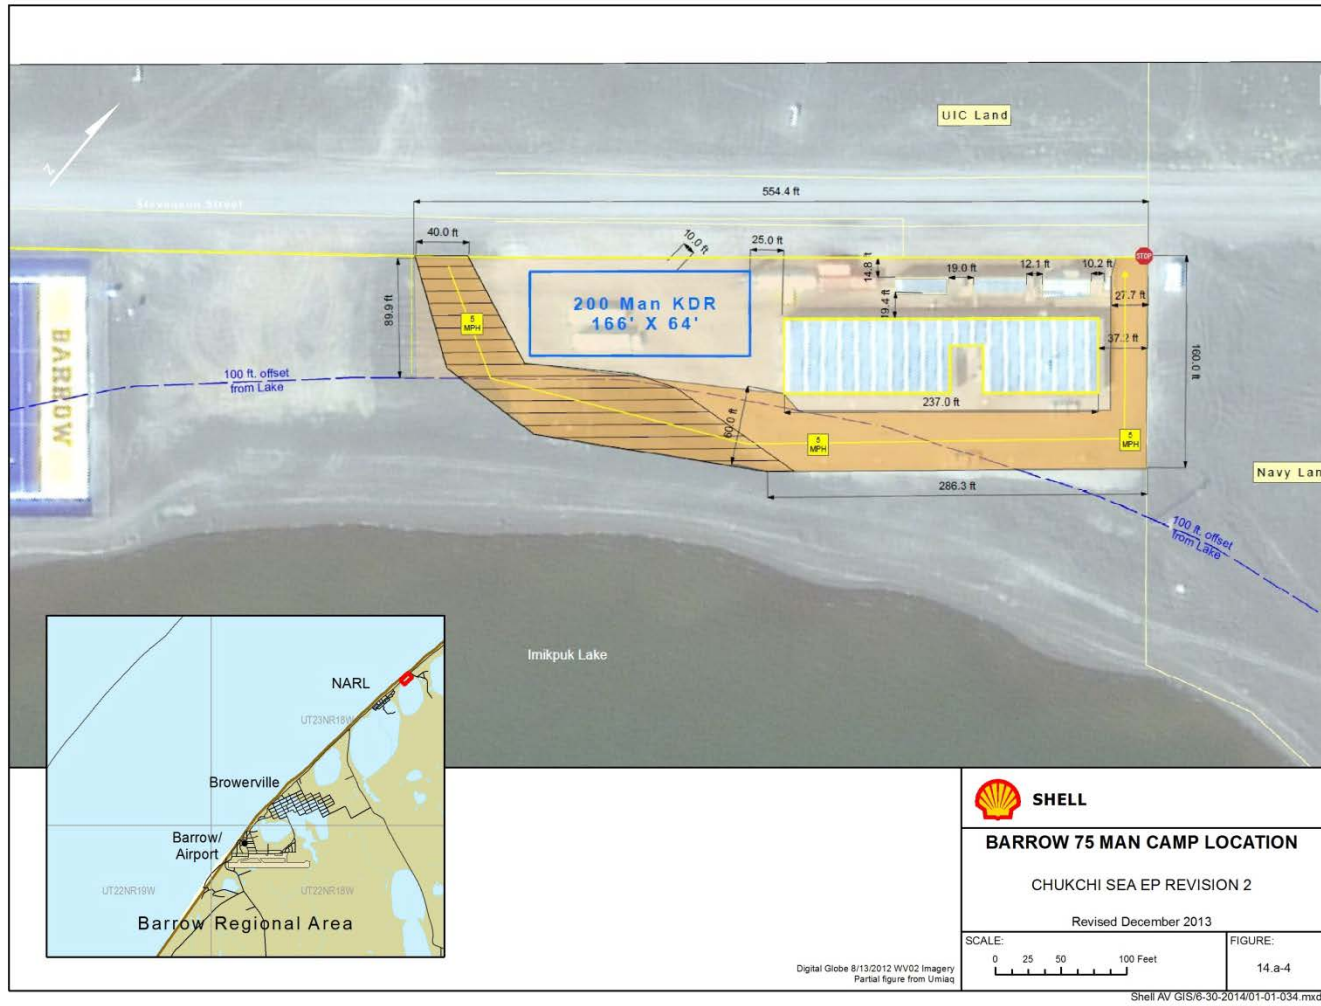 UIC Land
N
Stevenson Street
554.4 ft
40.0 ft
10.0 ft
25.0 ft
STOP
14.8 ft
19.0 ft
12.1 ft
10.2 ft
89.9 ft
200 Man KDR
166' X 64'
19.4 ft
27.7 ft
5
MPH
37.2 ft
160.0 ft
BARROW
100 ft. offset
from Lake
237.0 ft
60.0 ft
5
MPH
5
MPH
286.3 ft
Navy Lan
100 ft. offset
from Lake
Imikpuk Lake
NARL
UT23NR18W
Browerville
Barrow/
Airport
UT22NR19W
UT22NR18W
Barrow Regional Area
SHELL
BARROW 75 MAN CAMP LOCATION
CHUKCHI SEA EP REVISION 2
Revised December 2013
SCALE:
0 25 50 100 Feet
FIGURE:
14.a-4
Digital Globe 8/13/2012 WV02 Imagery
Partial figure from Umiaq
Shell AV GIS/6-30-2014/01-01-034.mxd